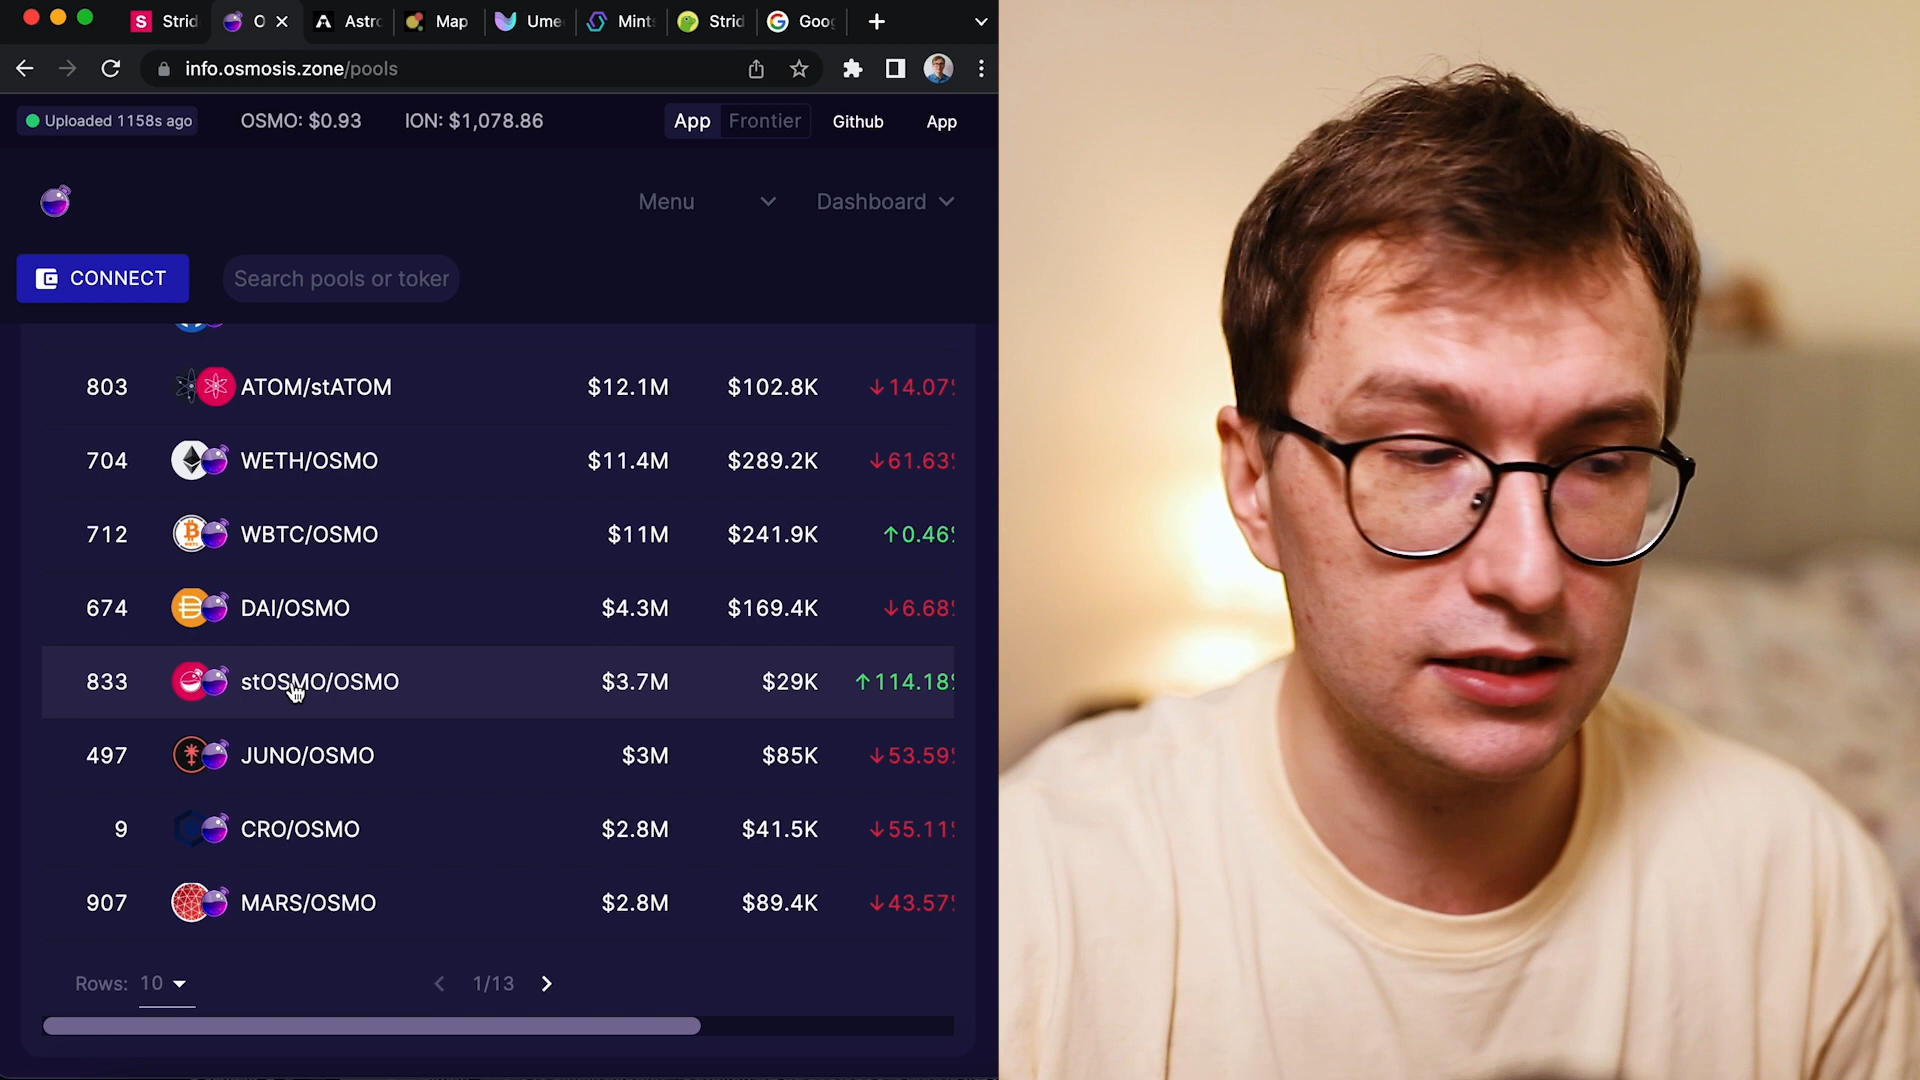 Strid
O
Astro
Map
Ume
Mints
Strid
Goog
info.osmosis.zone/pools
Uploaded 1158s ago
OSMO: $0.93
ION: $1,078.86
App
Frontier
Github
App
Menu
Dashboard
CONNECT
Search pools or token
803 ATOM/stATOM $12.1M $102.8K ↓14.07%
704 WETH/OSMO $11.4M $289.2K ↓61.63%
712 WBTC/OSMO $11M $241.9K ↑0.46%
674 DAI/OSMO $4.3M $169.4K ↓6.68%
833 stOSMO/OSMO $3.7M $29K ↑114.18%
497 JUNO/OSMO $3M $85K ↓53.59%
9 CRO/OSMO $2.8M $41.5K ↓55.11%
907 MARS/OSMO $2.8M $89.4K ↓43.57%
Rows: 10
1/13